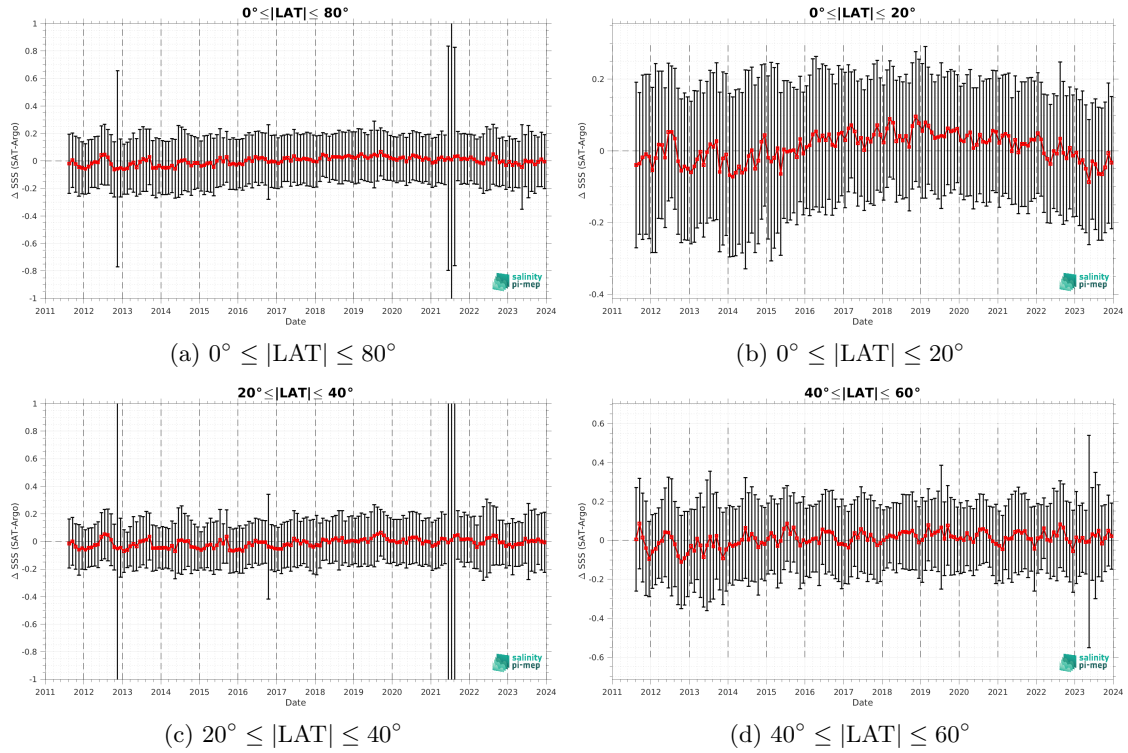 0°≤|LAT|≤ 80°
1
0.8
0.6
0.4
0.2
0
-0.2
-0.4
-0.6
-0.8
-1
Δ SSS (SAT-Argo)
2011 2012 2013 2014 2015 2016 2017 2018 2019 2020 2021 2022 2023 2024
Date
salinity
pi-mep
(a) 0° ≤ |LAT| ≤ 80°
0°≤|LAT|≤ 20°
0.2
0
-0.2
-0.4
Δ SSS (SAT-Argo)
2011 2012 2013 2014 2015 2016 2017 2018 2019 2020 2021 2022 2023 2024
Date
salinity
pi-mep
(b) 0° ≤ |LAT| ≤ 20°
20°≤|LAT|≤ 40°
1
0.8
0.6
0.4
0.2
0
-0.2
-0.4
-0.6
-0.8
-1
Δ SSS (SAT-Argo)
2011 2012 2013 2014 2015 2016 2017 2018 2019 2020 2021 2022 2023 2024
Date
salinity
pi-mep
(c) 20° ≤ |LAT| ≤ 40°
40°≤|LAT|≤ 60°
0.6
0.4
0.2
0
-0.2
-0.4
-0.6
Δ SSS (SAT-Argo)
2011 2012 2013 2014 2015 2016 2017 2018 2019 2020 2021 2022 2023 2024
Date
salinity
pi-mep
(d) 40° ≤ |LAT| ≤ 60°